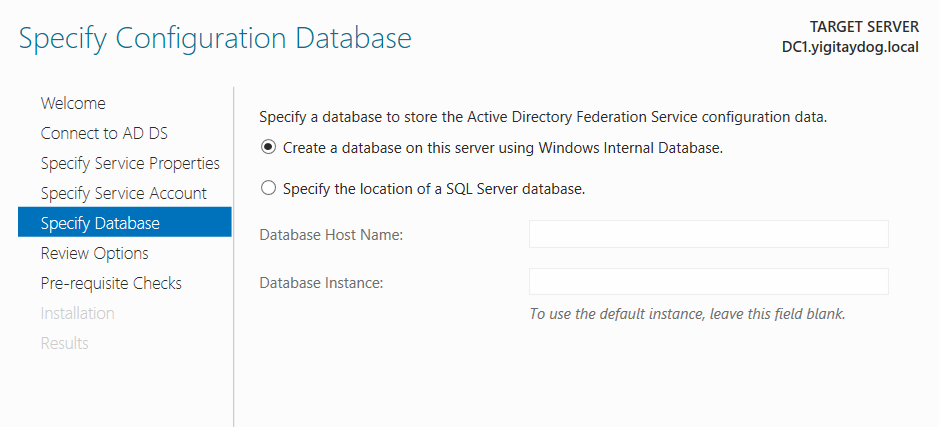 Specify Configuration Database
TARGET SERVER
DC1.yigitaydog.local
Welcome
Connect to AD DS
Specify Service Properties
Specify Service Account
Specify Database
Review Options
Pre-requisite Checks
Installation
Results
Specify a database to store the Active Directory Federation Service configuration data.
Create a database on this server using Windows Internal Database.
Specify the location of a SQL Server database.
Database Host Name:
Database Instance:
To use the default instance, leave this field blank.